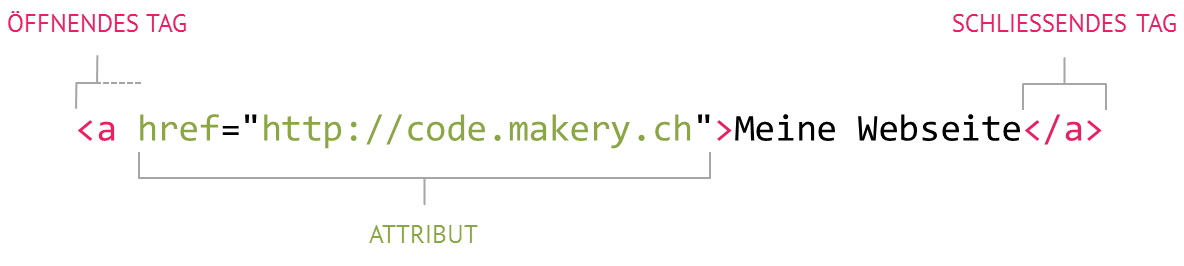 ÖFFNENDES TAG
SCHLIESSENDES TAG
<a href="http://code.makery.ch">Meine Webseite</a>
ATTRIBUT